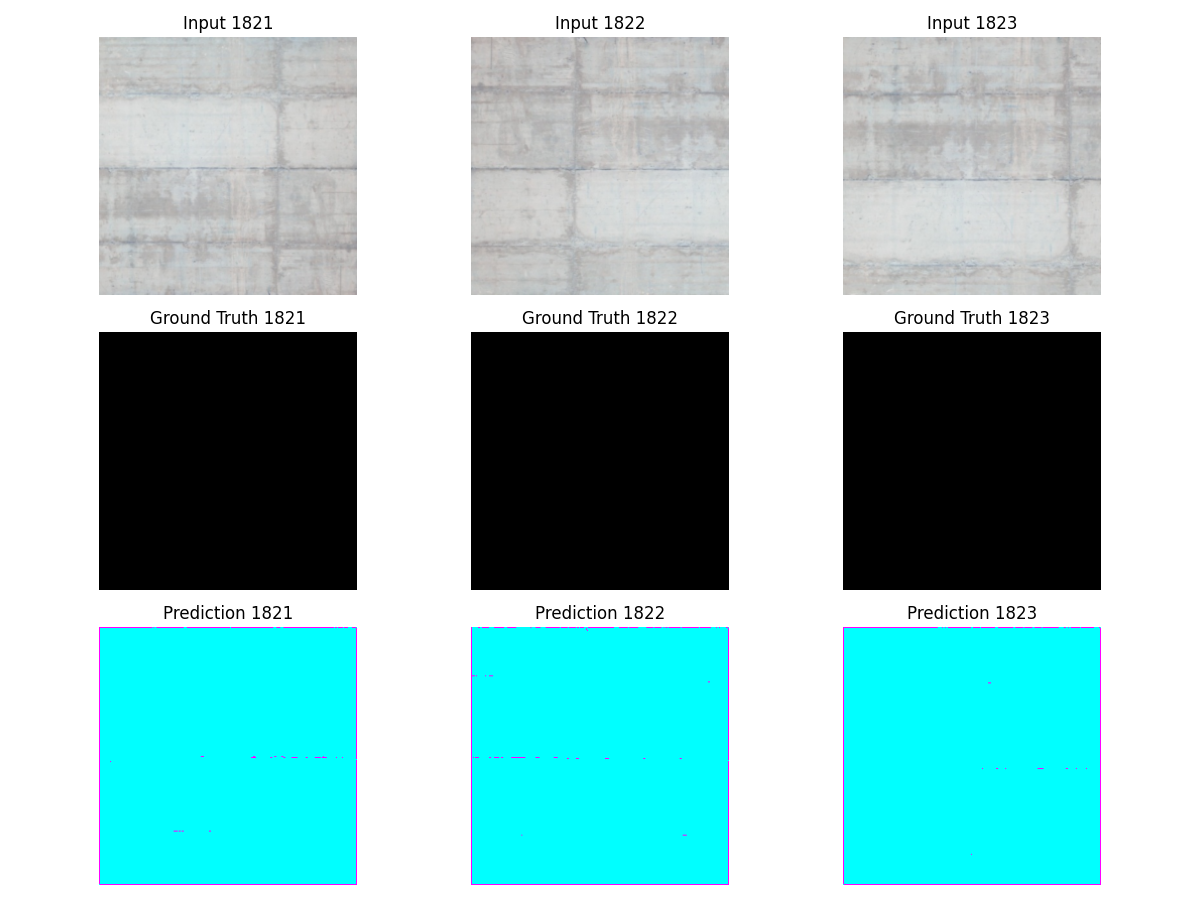 Input 1821
Input 1822
Input 1823
Ground Truth 1821
Ground Truth 1822
Ground Truth 1823
Prediction 1821
Prediction 1822
Prediction 1823